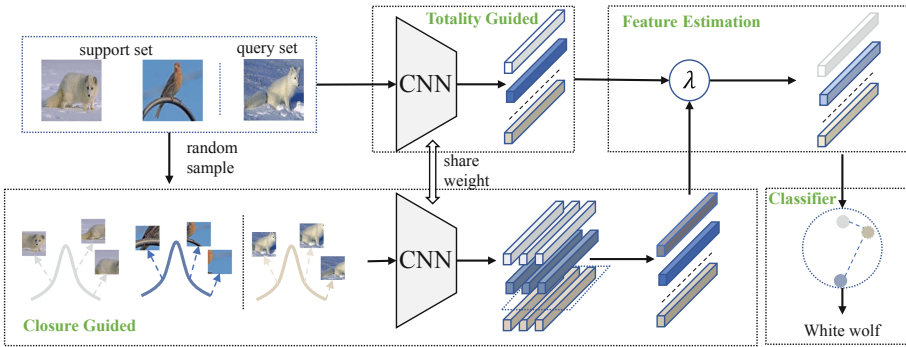 Totality Guided
Feature Estimation
support set
query set
CNN
λ
random
sample
share
weight
Classifier
CNN
Closure Guided
White wolf